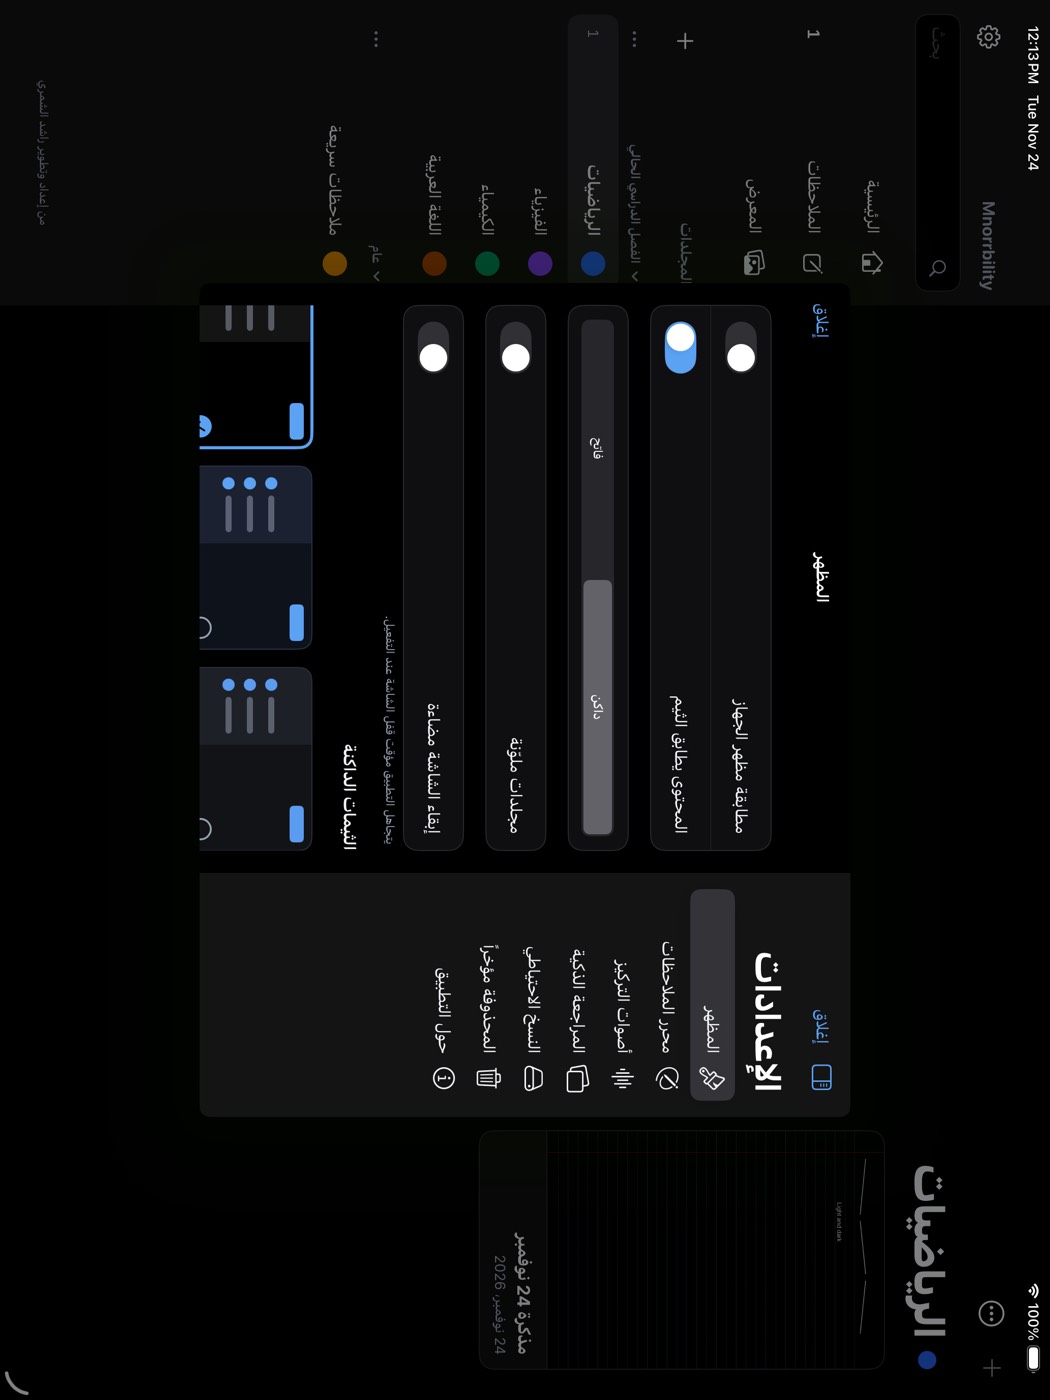 12:13 PM Tue Nov 24
100%
Mnorrbility
بحث
الرئيسية
الملاحظات
1
المعرض
المجلدات
الفصل الدراسي الحالي
الرياضيات
1
الفيزياء
الكيمياء
اللغة العربية
عام
ملاحظات سريعة
من إعداد وتطوير راشد الشمري
الرياضيات
Light and dark
مذكرة 24 نوفمبر
24 نوفمبر، 2026
إغلاق
الإعدادات
المظهر
محرر الملاحظات
أصوات التركيز
المراجعة الذكية
النسخ الاحتياطي
المحذوفة مؤخراً
حول التطبيق
المظهر
إغلاق
مطابقة مظهر الجهاز
المحتوى يطابق الثيم
داكن
فاتح
مجلدات ملوّنة
إبقاء الشاشة مضاءة
يتجاهل التطبيق مؤقت قفل الشاشة عند التفعيل.
الثيمات الداكنة